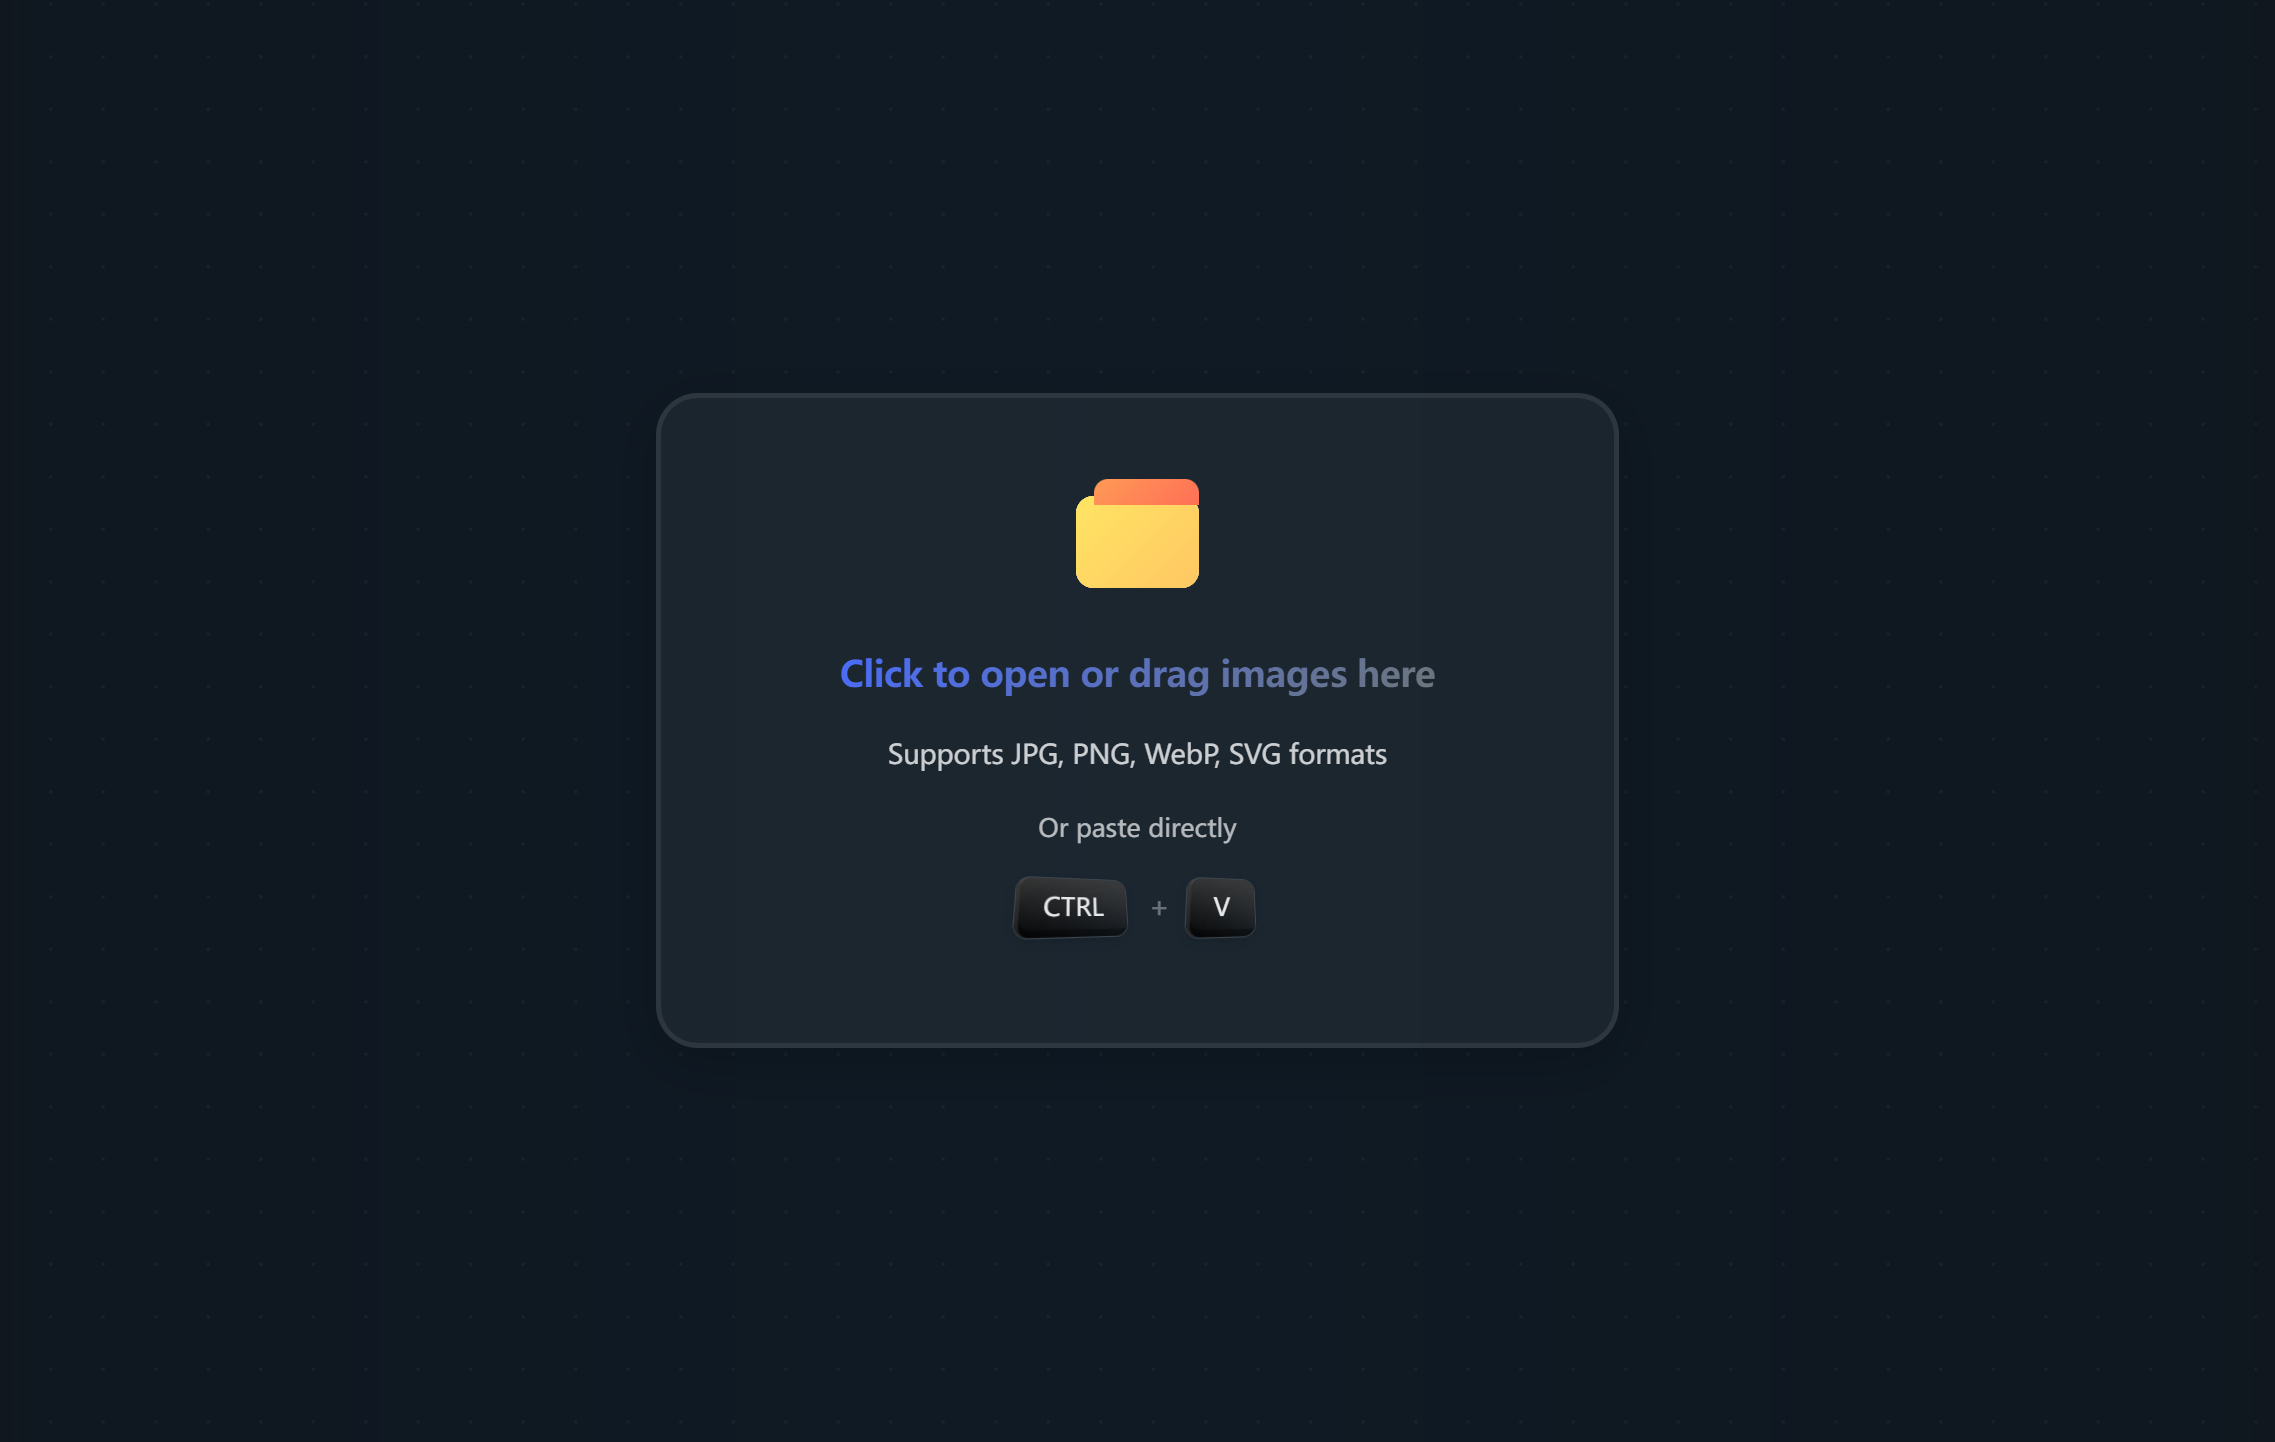 Click to open or drag images here
Supports JPG, PNG, WebP, SVG formats
Or paste directly
CTRL + V